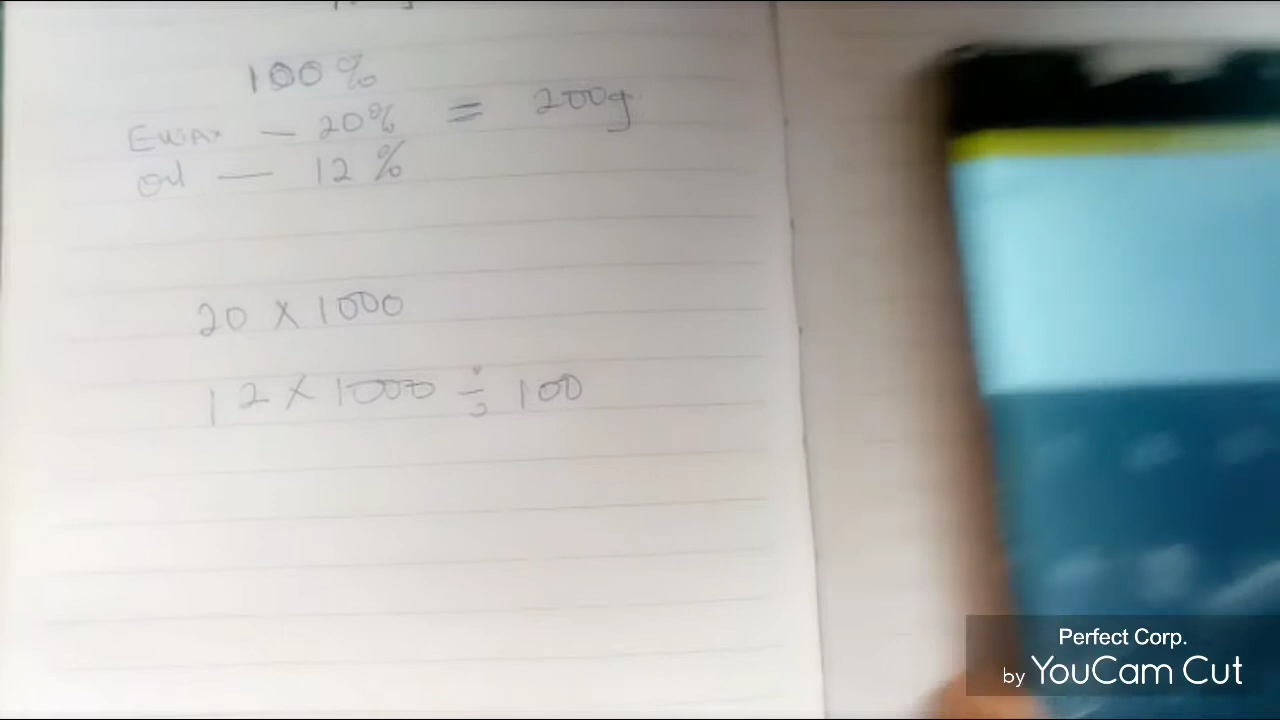 100%
Ewax — 20% = 200g
oil — 12%
20 x 1000
12 x 1000 ÷ 100
Perfect Corp.
by YouCam Cut